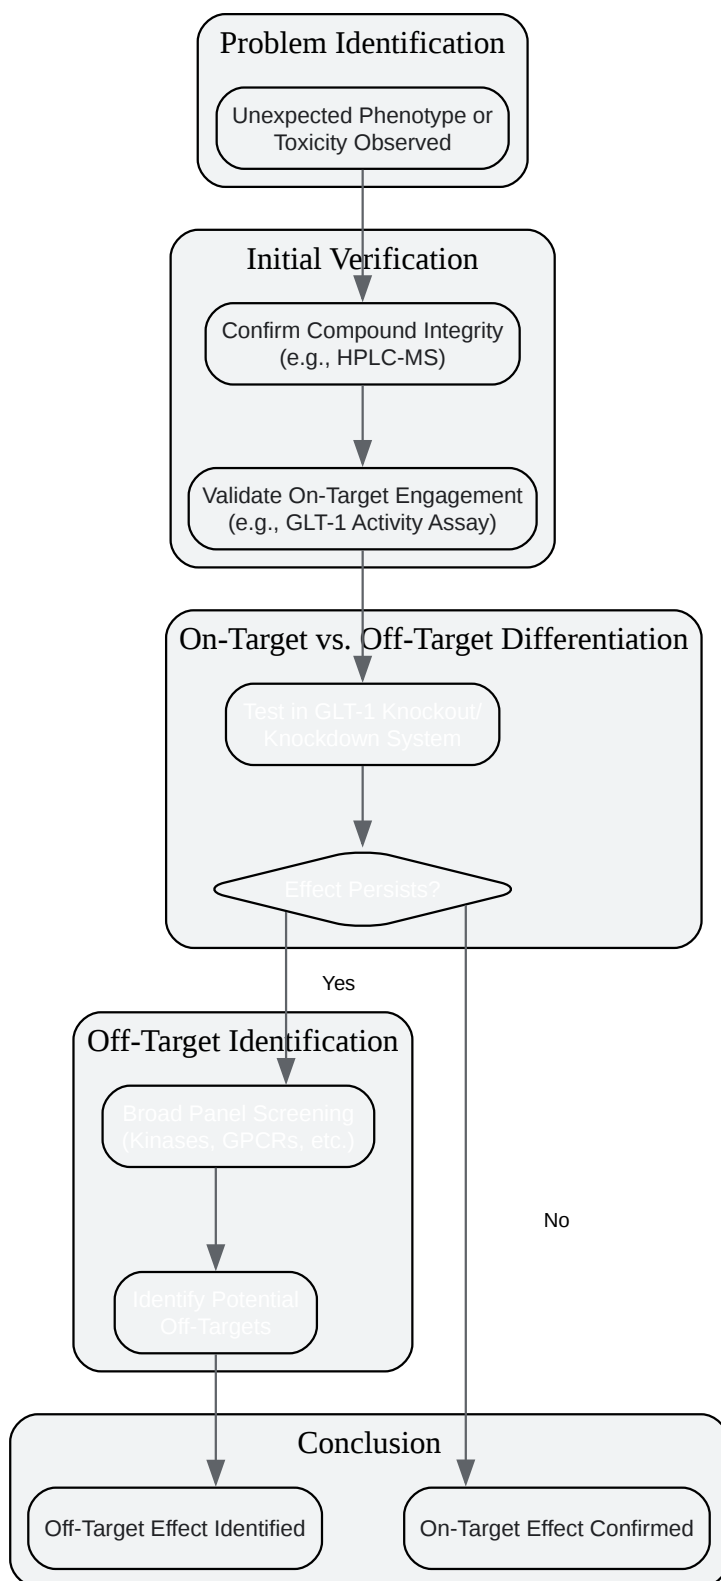 Problem Identification
Unexpected Phenotype or
Toxicity Observed
Initial Verification
Confirm Compound Integrity
(e.g., HPLC-MS)
Validate On-Target Engagement
(e.g., GLT-1 Activity Assay)
On-Target vs. Off-Target Differentiation
Test in GLT-1 Knockout/
Knockdown System
Effect Persists?
Yes
Off-Target Identification
Broad Panel Screening
(Kinases, GPCRs, etc.)
No
Identify Potential
Off-Targets
Conclusion
Off-Target Effect Identified
On-Target Effect Confirmed